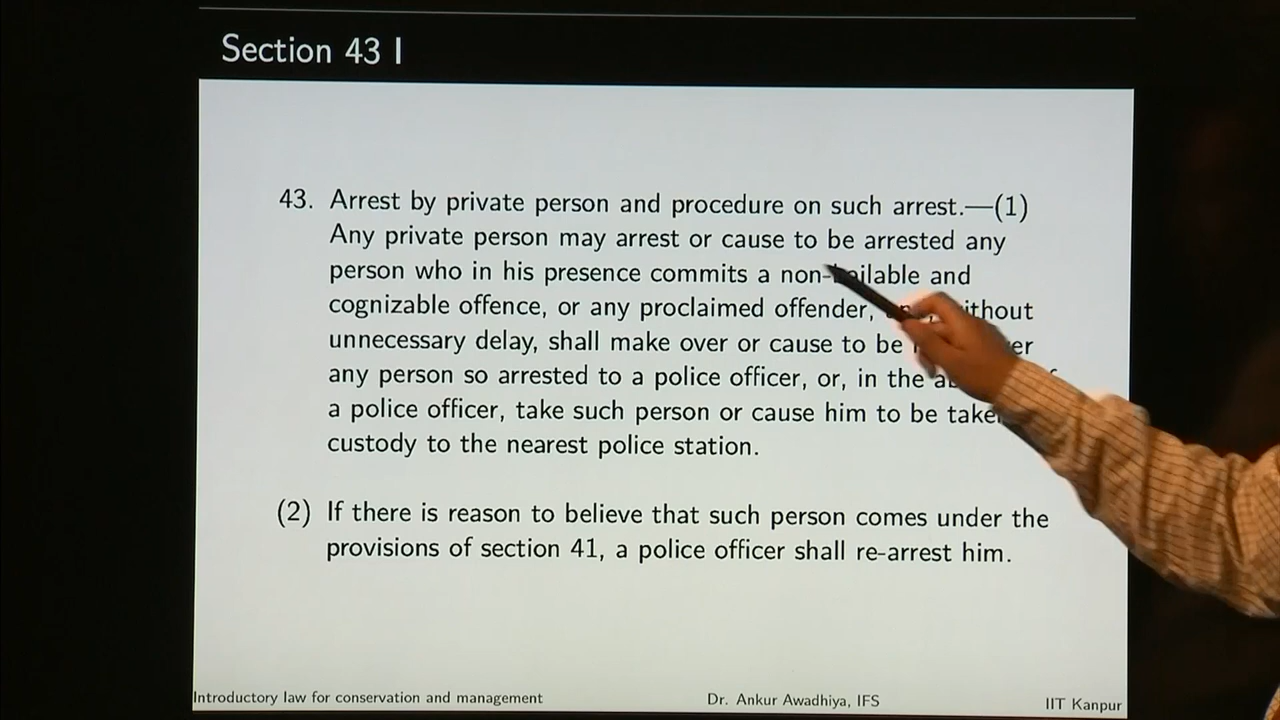 Section 43 I
43. Arrest by private person and procedure on such arrest.—(1)
Any private person may arrest or cause to be arrested any
person who in his presence commits a non-bailable and
cognizable offence, or any proclaimed offender, without
unnecessary delay, shall make over or cause to be
any person so arrested to a police officer, or, in the
a police officer, take such person or cause him to be
custody to the nearest police station.
(2) If there is reason to believe that such person comes under the
provisions of section 41, a police officer shall re-arrest him.
Introductory law for conservation and management
Dr. Ankur Awadhiya, IFS
IIT Kanpur